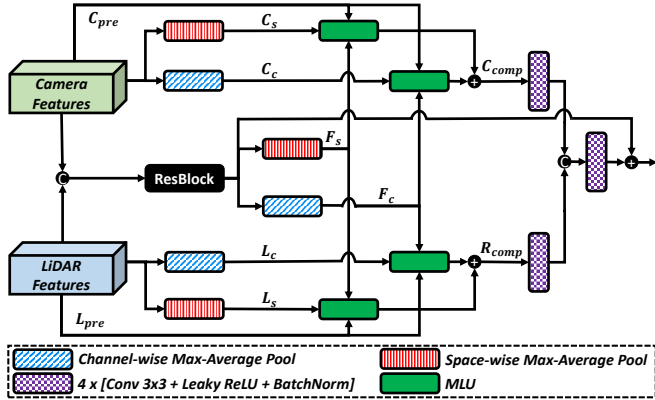 C_pre
C_s
C_c
C_comp
Camera
Features
F_s
C
ResBlock
C
F_c
LiDAR
Features
L_c
R_comp
L_s
L_pre
Channel-wise Max-Average Pool
Space-wise Max-Average Pool
4 x [Conv 3x3 + Leaky ReLU + BatchNorm]
MLU